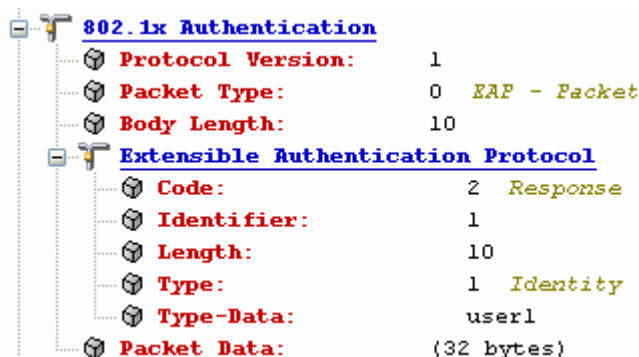 802.1x Authentication
Protocol Version: 1
Packet Type: 0 EAP - Packet
Body Length: 10
Extensible Authentication Protocol
Code: 2 Response
Identifier: 1
Length: 10
Type: 1 Identity
Type-Data: user1
Packet Data: (32 bytes)